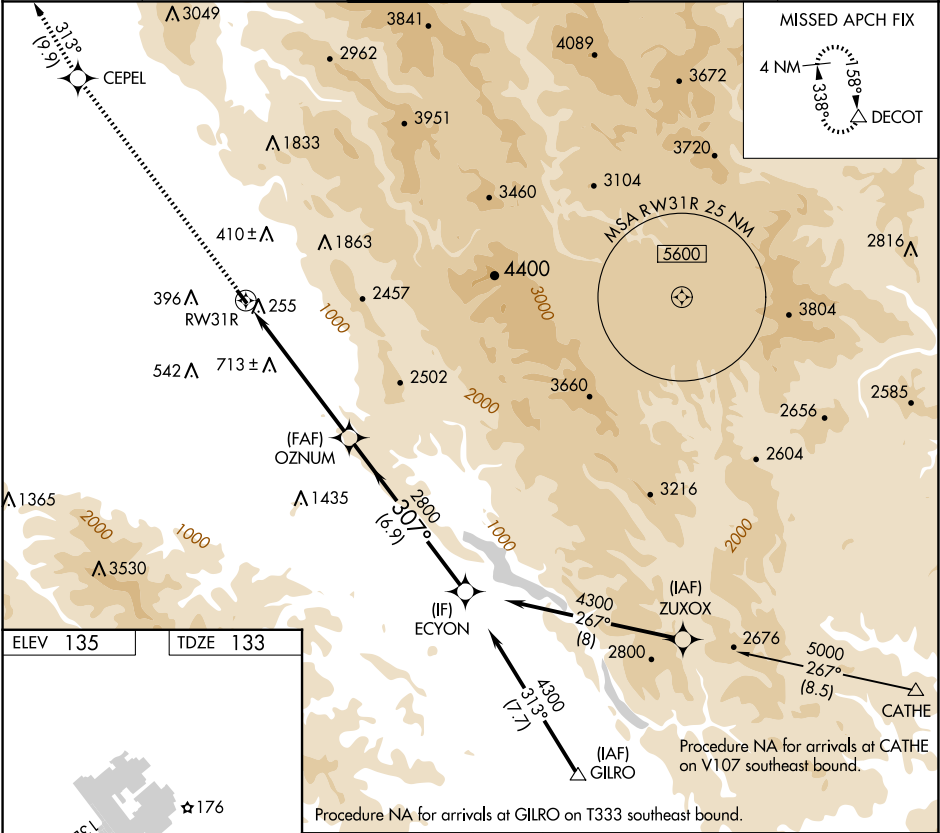 3049
3841
2962
4089
3672
MISSED APCH FIX
4 NM
338°
158°
DECOT
313°
(9.9)
CEPEL
3951
1833
3720
3460
3104
410±
1863
MSA RW31R 25 NM
5600
2816
4400
396
RW31R
255
1000
2457
3000
3804
542
713±
2502
2000
3660
2656
2585
(FAF)
OZNUM
2604
1365
2000
1000
1435
2800
307°
(6.9)
1000
3216
2000
3530
(IF)
ECYON
4300
267°
(8)
(IAF)
ZUXOX
2800
2676
5000
267°
(8.5)
CATHE
ELEV 135
TDZE 133
4300
313°
(7.7)
(IAF)
GILRO
Procedure NA for arrivals at CATHE
on V107 southeast bound.
176
Procedure NA for arrivals at GILRO on T333 southeast bound.